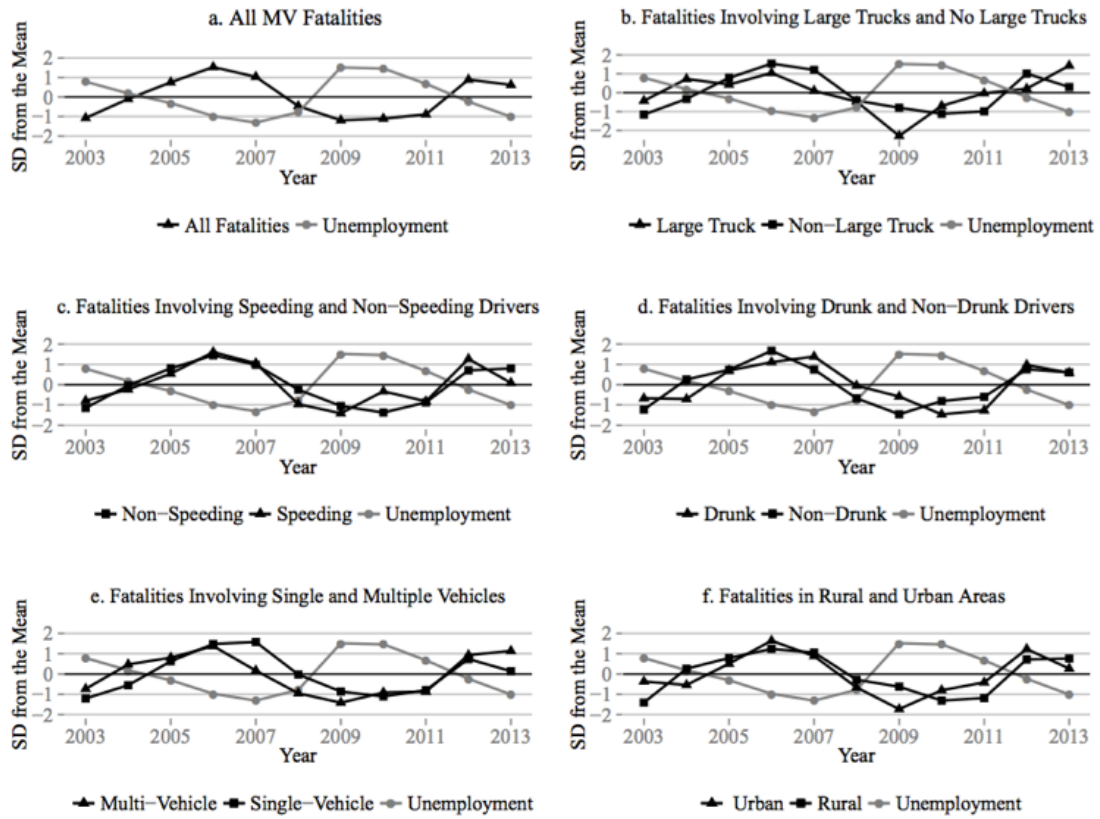 a. All MV Fatalities
SD from the Mean
2
1
0
−1
−2
2003 2005 2007 2009 2011 2013
Year
All Fatalities Unemployment
b. Fatalities Involving Large Trucks and No Large Trucks
SD from the Mean
2
1
0
−1
−2
2003 2005 2007 2009 2011 2013
Year
Large Truck Non−Large Truck Unemployment
c. Fatalities Involving Speeding and Non−Speeding Drivers
SD from the Mean
2
1
0
−1
−2
2003 2005 2007 2009 2011 2013
Year
Non−Speeding Speeding Unemployment
d. Fatalities Involving Drunk and Non−Drunk Drivers
SD from the Mean
2
1
0
−1
−2
2003 2005 2007 2009 2011 2013
Year
Drunk Non−Drunk Unemployment
e. Fatalities Involving Single and Multiple Vehicles
SD from the Mean
2
1
0
−1
−2
2003 2005 2007 2009 2011 2013
Year
Multi−Vehicle Single−Vehicle Unemployment
f. Fatalities in Rural and Urban Areas
SD from the Mean
2
1
0
−1
−2
2003 2005 2007 2009 2011 2013
Year
Urban Rural Unemployment